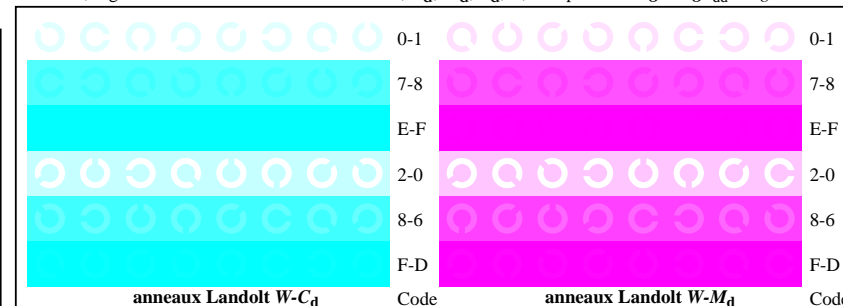 0-1
7-8
E-F
2-0
8-6
F-D
anneaux Landolt W-Cd
Code
0-1
7-8
E-F
2-0
8-6
F-D
anneaux Landolt W-Md